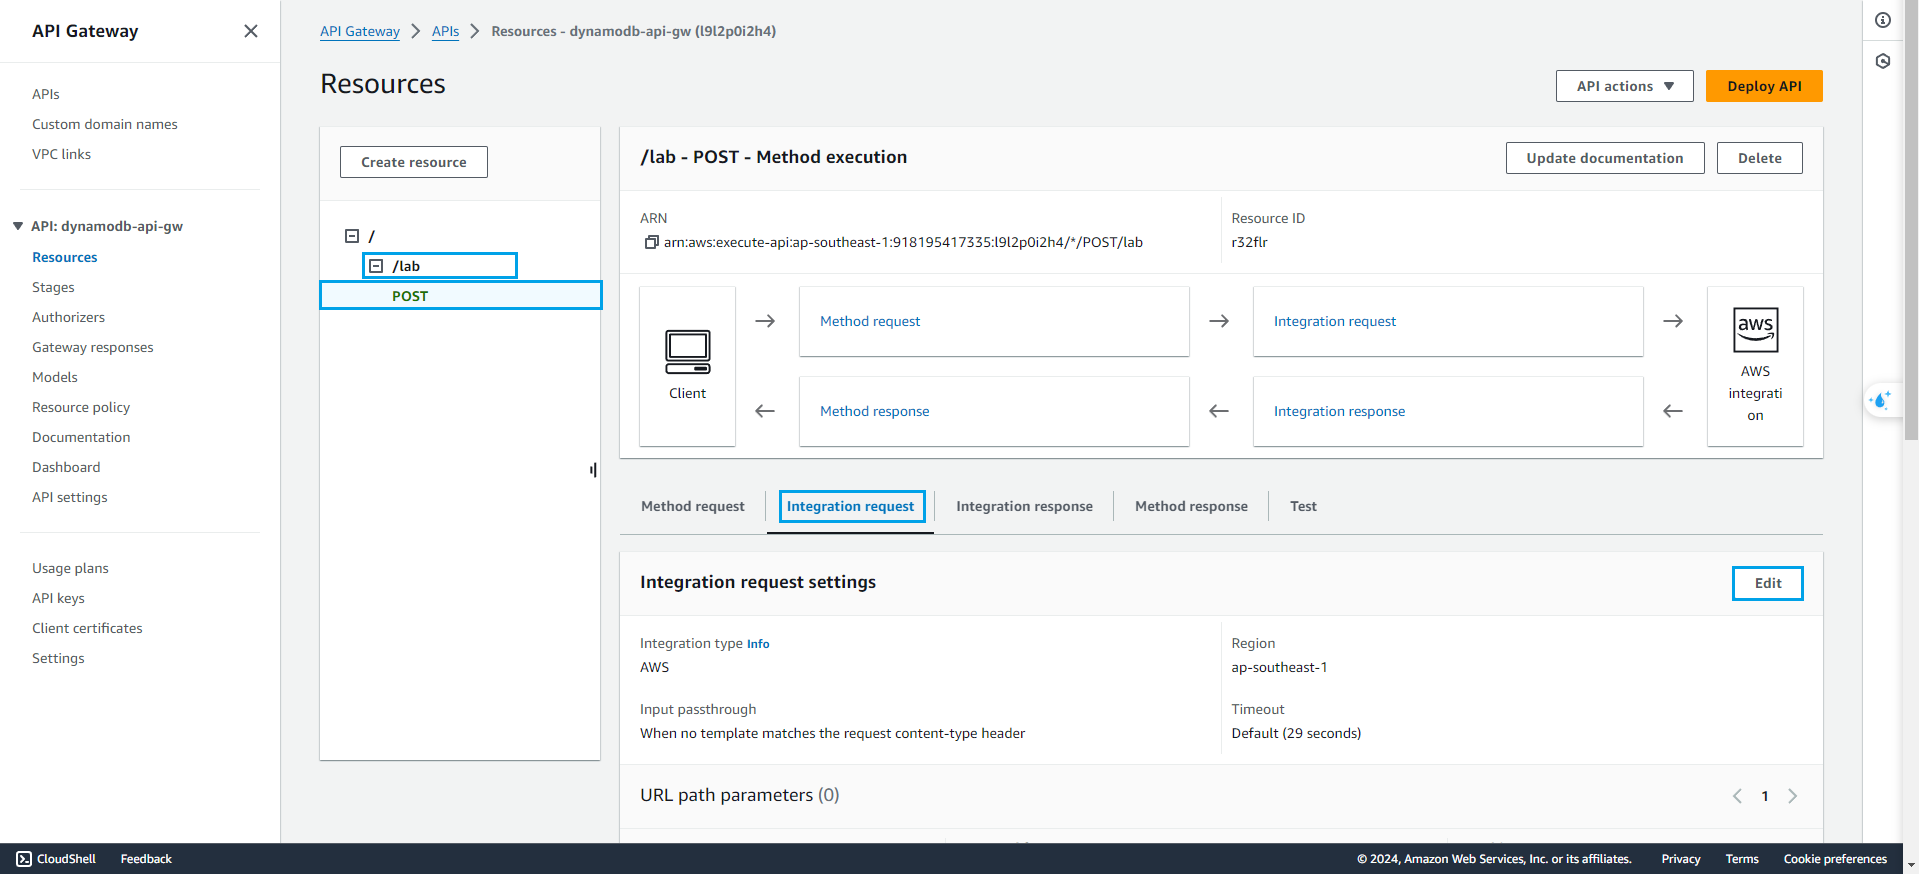 API Gateway
APIs
Custom domain names
VPC links
API: dynamodb-api-gw
Resources
Stages
Authorizers
Gateway responses
Models
Resource policy
Documentation
Dashboard
API settings
Usage plans
API keys
Client certificates
Settings
API Gateway > APIs > Resources - dynamodb-api-gw (l9l2p0i2h4)
Resources
API actions
Deploy API
Create resource
/
/lab
POST
/lab - POST - Method execution
Update documentation
Delete
ARN
arn:aws:execute-api:ap-southeast-1:918195417335:l9l2p0i2h4/*/POST/lab
Resource ID
r32flr
Client
Method request
Integration request
Method response
Integration response
aws
AWS
integrati
on
Method request
Integration request
Integration response
Method response
Test
Integration request settings
Edit
Integration type Info
AWS
Region
ap-southeast-1
Input passthrough
When no template matches the request content-type header
Timeout
Default (29 seconds)
URL path parameters (0)
1
CloudShell
Feedback
© 2024, Amazon Web Services, Inc. or its affiliates.
Privacy
Terms
Cookie preferences